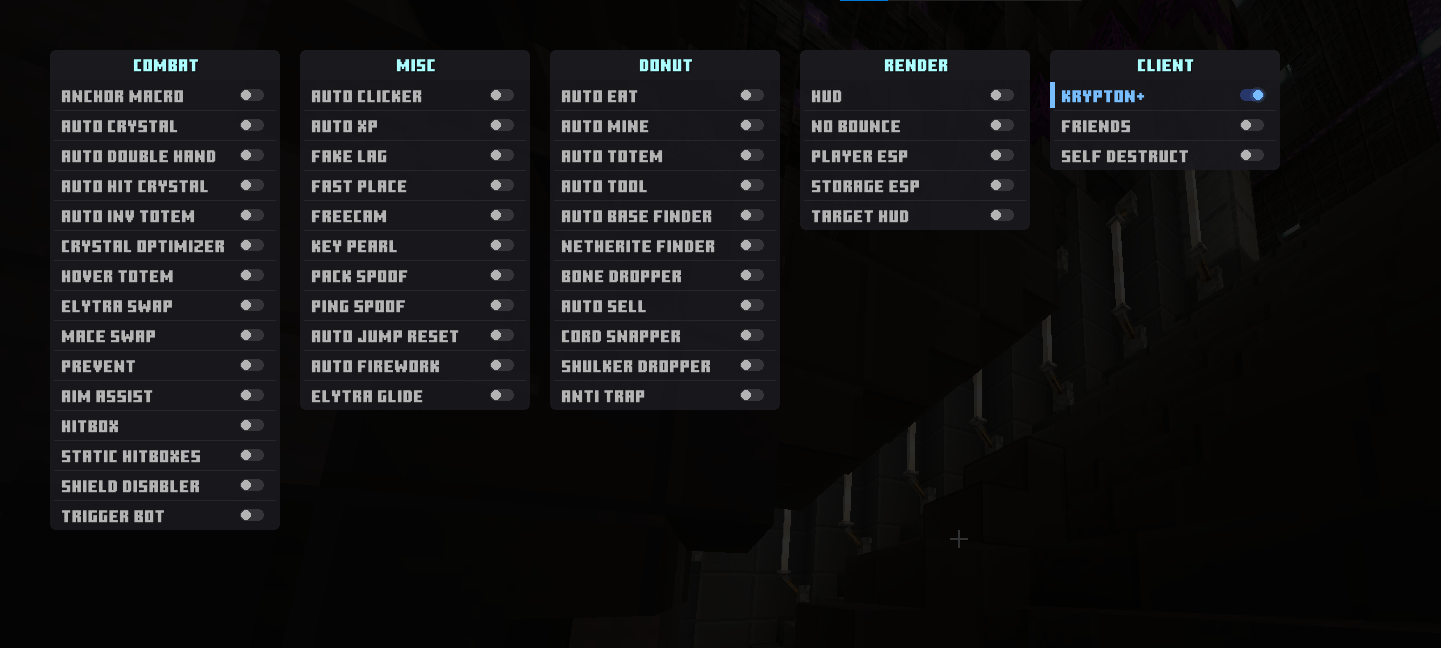 COMBAT
ANCHOR MACRO
AUTO CRYSTAL
AUTO DOUBLE HAND
AUTO HIT CRYSTAL
AUTO INV TOTEM
CRYSTAL OPTIMIZER
HOVER TOTEM
ELYTRA SWAP
MACE SWAP
PREVENT
AIM ASSIST
HITBOX
STATIC HITBOXES
SHIELD DISABLER
TRIGGER BOT
MISC
AUTO CLICKER
AUTO XP
FAKE LAG
FAST PLACE
FREECAM
KEY PEARL
PACK SPOOF
PING SPOOF
AUTO JUMP RESET
AUTO FIREWORK
ELYTRA GLIDE
DONUT
AUTO EAT
AUTO MINE
AUTO TOTEM
AUTO TOOL
AUTO BASE FINDER
NETHERITE FINDER
BONE DROPPER
AUTO SELL
CORD SNAPPER
SHULKER DROPPER
ANTI TRAP
RENDER
HUD
NO BOUNCE
PLAYER ESP
STORAGE ESP
TARGET HUD
CLIENT
KRYPTON+
FRIENDS
SELF DESTRUCT